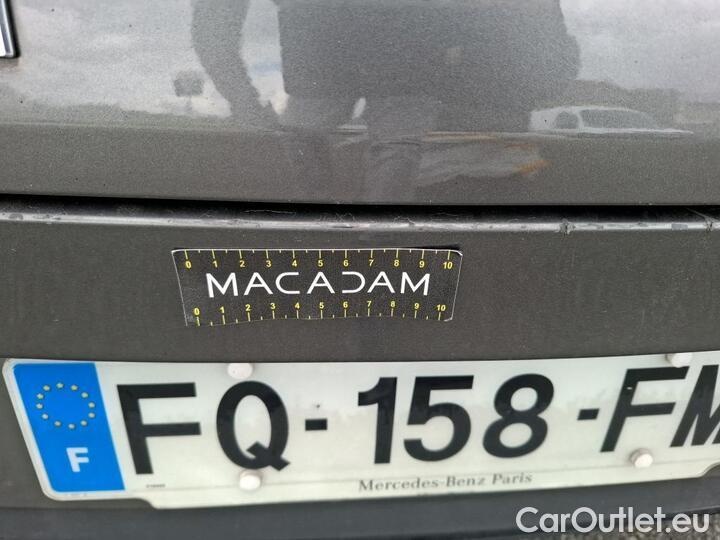 0 1 2 3 4 5 6 7 8 9 10
MACADAM
0 1 2 3 4 5 6 7 8 9 10
F
FQ-158-FM
Mercedes-Benz Paris
CarOutlet.eu